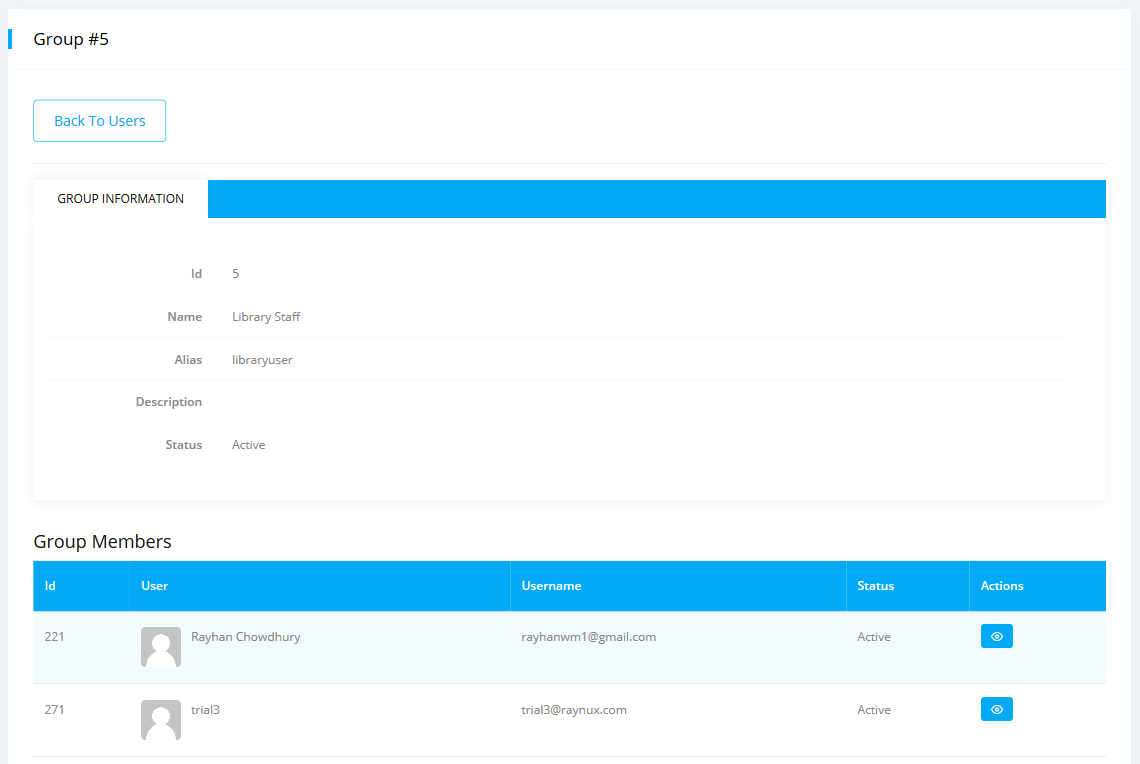 Group #5
Back To Users
GROUP INFORMATION
Id 5
Name Library Staff
Alias libraryuser
Description
Status Active
Group Members
Id User Username Status Actions
221 Rayhan Chowdhury rayhanwm1@gmail.com Active
271 trial3 trial3@raynux.com Active